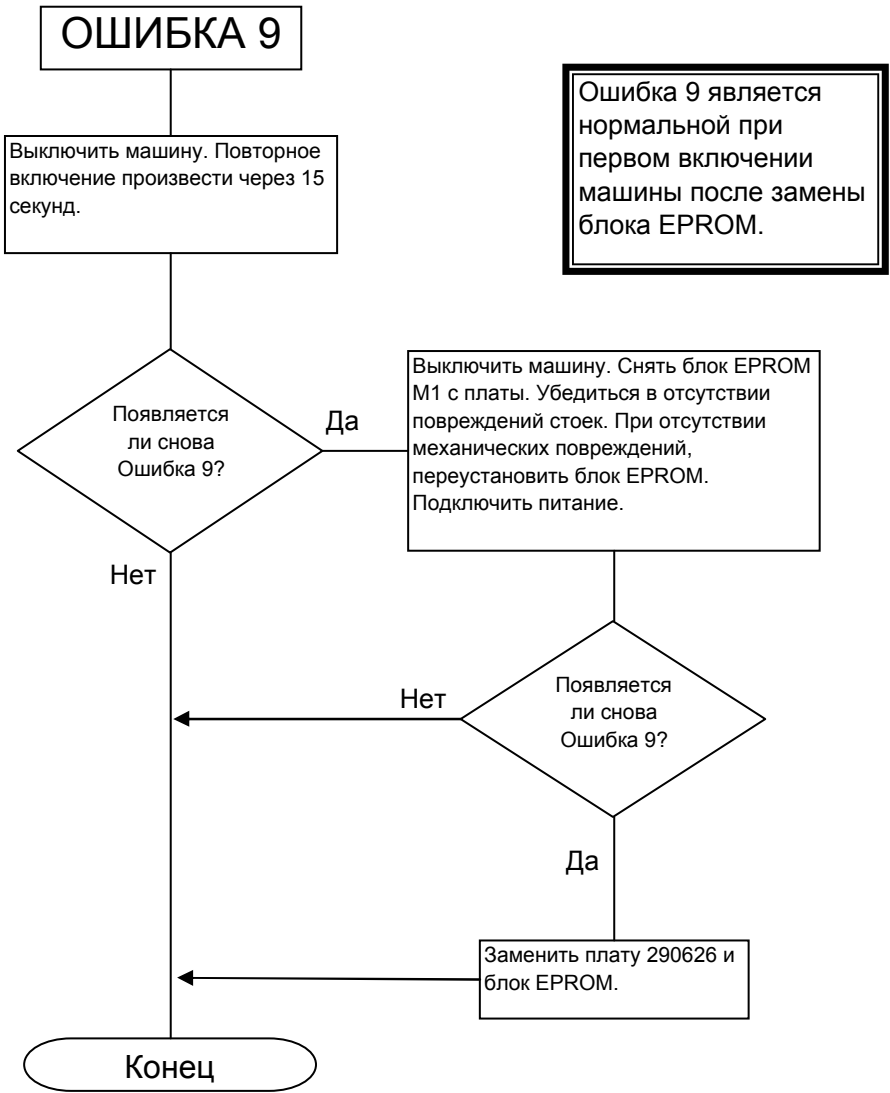 ОШИБКА 9
Ошибка 9 является
нормальной при
первом включении
машины после замены
блока EPROM.
Выключить машину. Повторное
включение произвести через 15
секунд.
Появляется
ли снова
Ошибка 9?
Да
Нет
Выключить машину. Снять блок EPROM
M1 с платы. Убедиться в отсутствии
повреждений стоек. При отсутствии
механических повреждений,
переустановить блок EPROM.
Подключить питание.
Появляется
ли снова
Ошибка 9?
Нет
Да
Заменить плату 290626 и
блок EPROM.
Конец